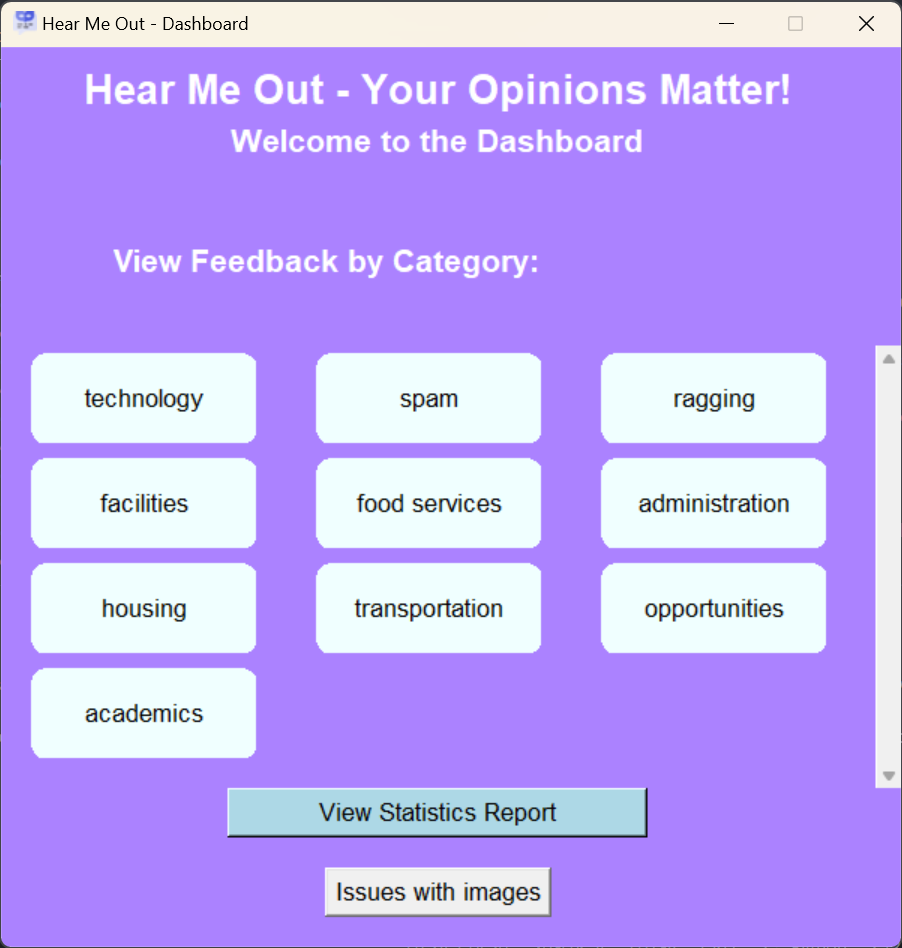 Hear Me Out - Dashboard
Hear Me Out - Your Opinions Matter!
Welcome to the Dashboard
View Feedback by Category:
technology spam ragging
facilities food services administration
housing transportation opportunities
academics
View Statistics Report
Issues with images